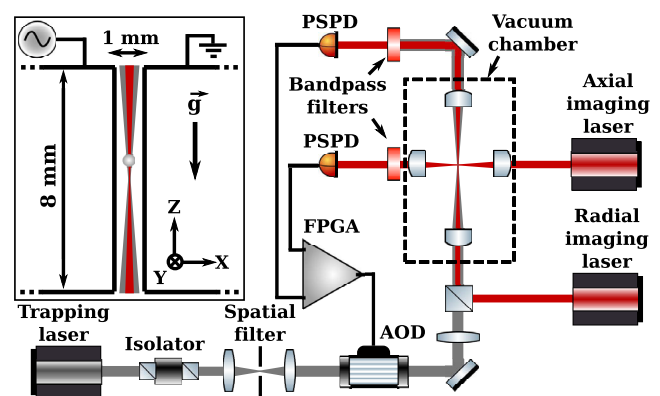 1 mm
g
8 mm
Z
Y
X
PSPD
Vacuum
chamber
Bandpass
filters
Axial
imaging
laser
PSPD
FPGA
Radial
imaging
laser
Trapping
laser
Isolator
Spatial
filter
AOD